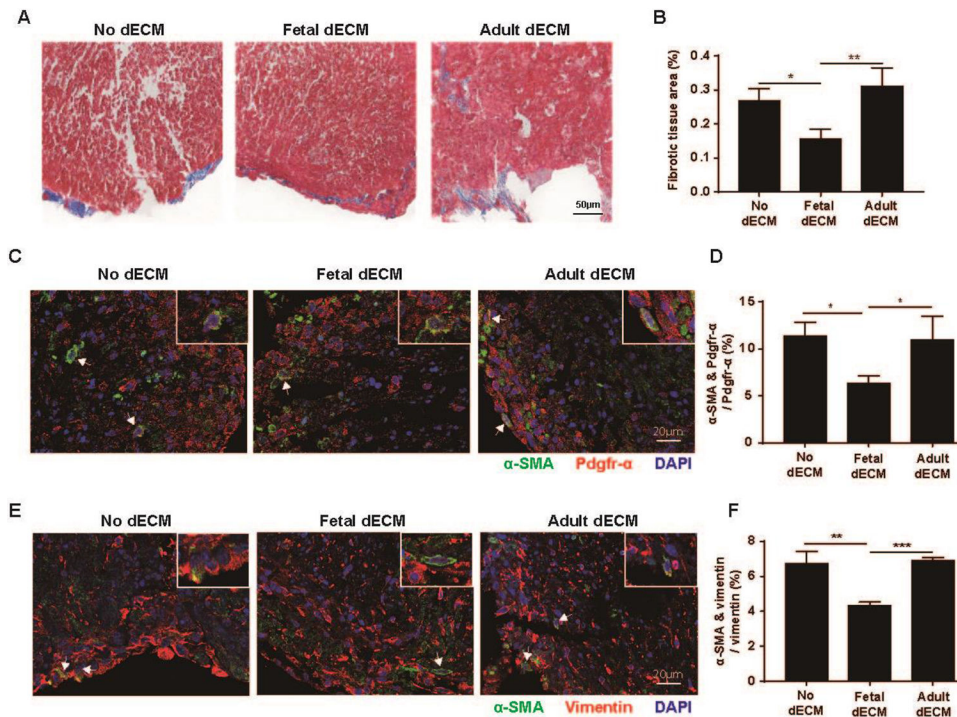 A
No dECM
Fetal dECM
Adult dECM
50μm
B
Fibrotic tissue area (%)
0.4
0.3
0.2
0.1
0.0
*
**
No dECM
Fetal dECM
Adult dECM
C
No dECM
Fetal dECM
Adult dECM
20μm
α-SMA Pdgfr-α DAPI
D
α-SMA & Pdgfr-α
/ Pdgfr-α (%)
15
10
5
0
*
*
No dECM
Fetal dECM
Adult dECM
E
No dECM
Fetal dECM
Adult dECM
20μm
α-SMA Vimentin DAPI
F
α-SMA & vimentin
/ vimentin (%)
8
6
4
2
0
**
***
No dECM
Fetal dECM
Adult dECM